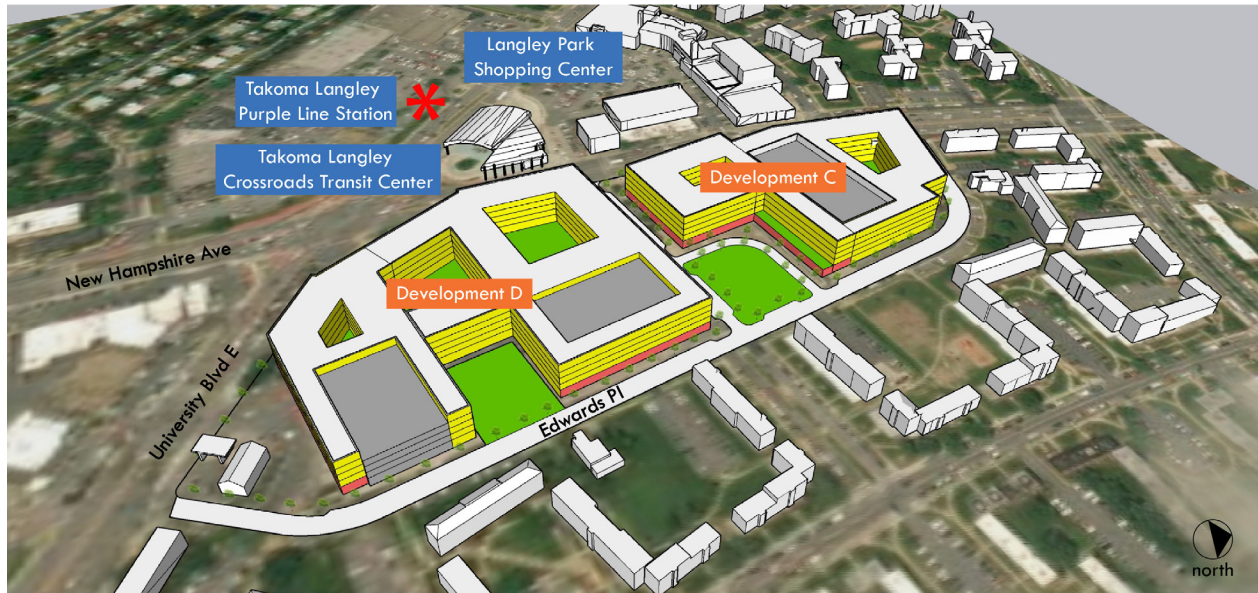 Langley Park
Shopping Center
Takoma Langley
Purple Line Station
Takoma Langley
Crossroads Transit Center
Development C
New Hampshire Ave
Development D
University Blvd E
Edwards Pl
north